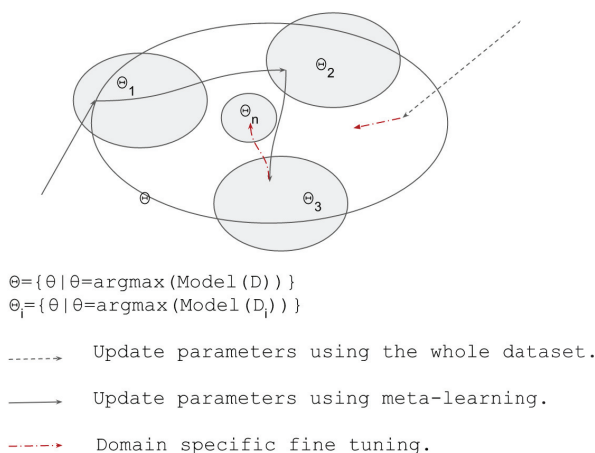 Θ1
Θ2
Θn
Θ
Θ3
Θ={θ|θ=argmax(Model(D))}
Θi={θ|θ=argmax(Model(Di))}
Update parameters using the whole dataset.
Update parameters using meta-learning.
Domain specific fine tuning.